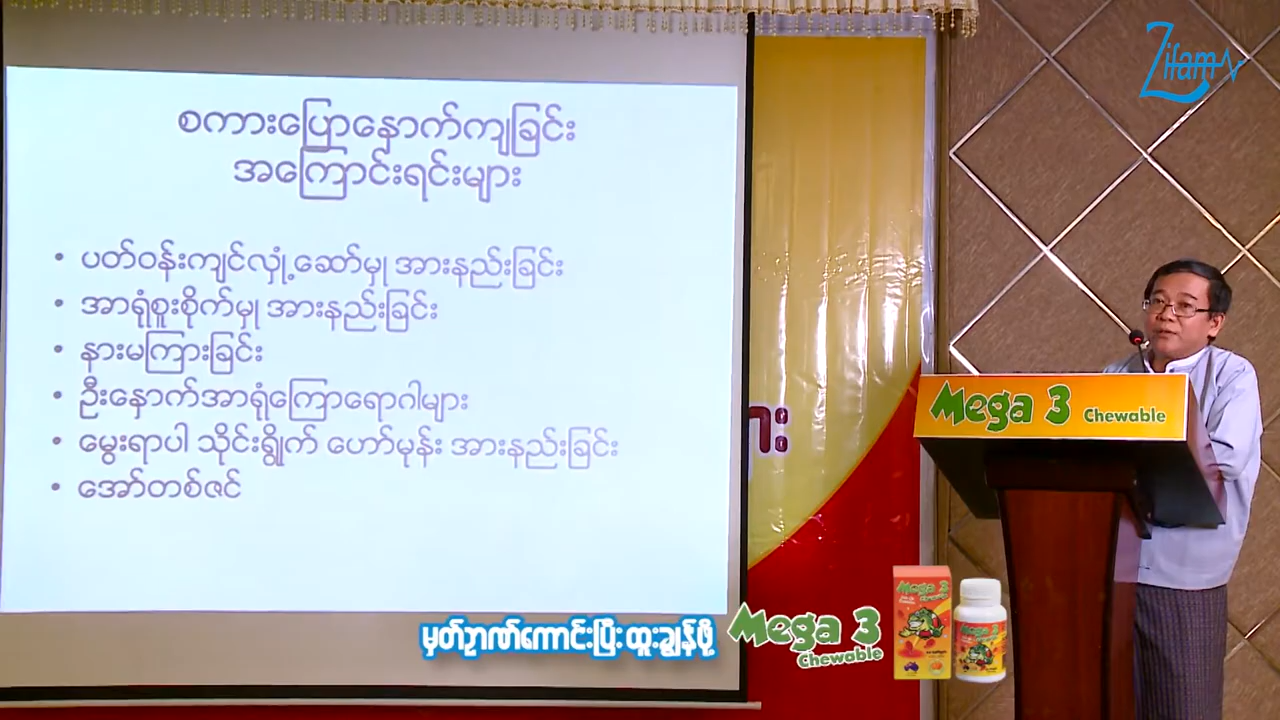 Zifam
စကားပြောနောက်ကျခြင်း
အကြောင်းရင်းများ
• ပတ်ဝန်းကျင်လှုံ့ဆော်မှု အားနည်းခြင်း
• အာရုံစူးစိုက်မှု အားနည်းခြင်း
• နားမကြားခြင်း
• ဦးနှောက်အာရုံကြောရောဂါများ
• မွေးရာပါ သိုင်းရွိုက် ဟော်မုန်း အားနည်းခြင်း
• အော်တစ်ဇင်
Mega 3 Chewable
မှတ်ဉာဏ်ကောင်းပြီး ထူးချွန်ဖို့
Mega 3
Chewable
Mega 3
Mega 3